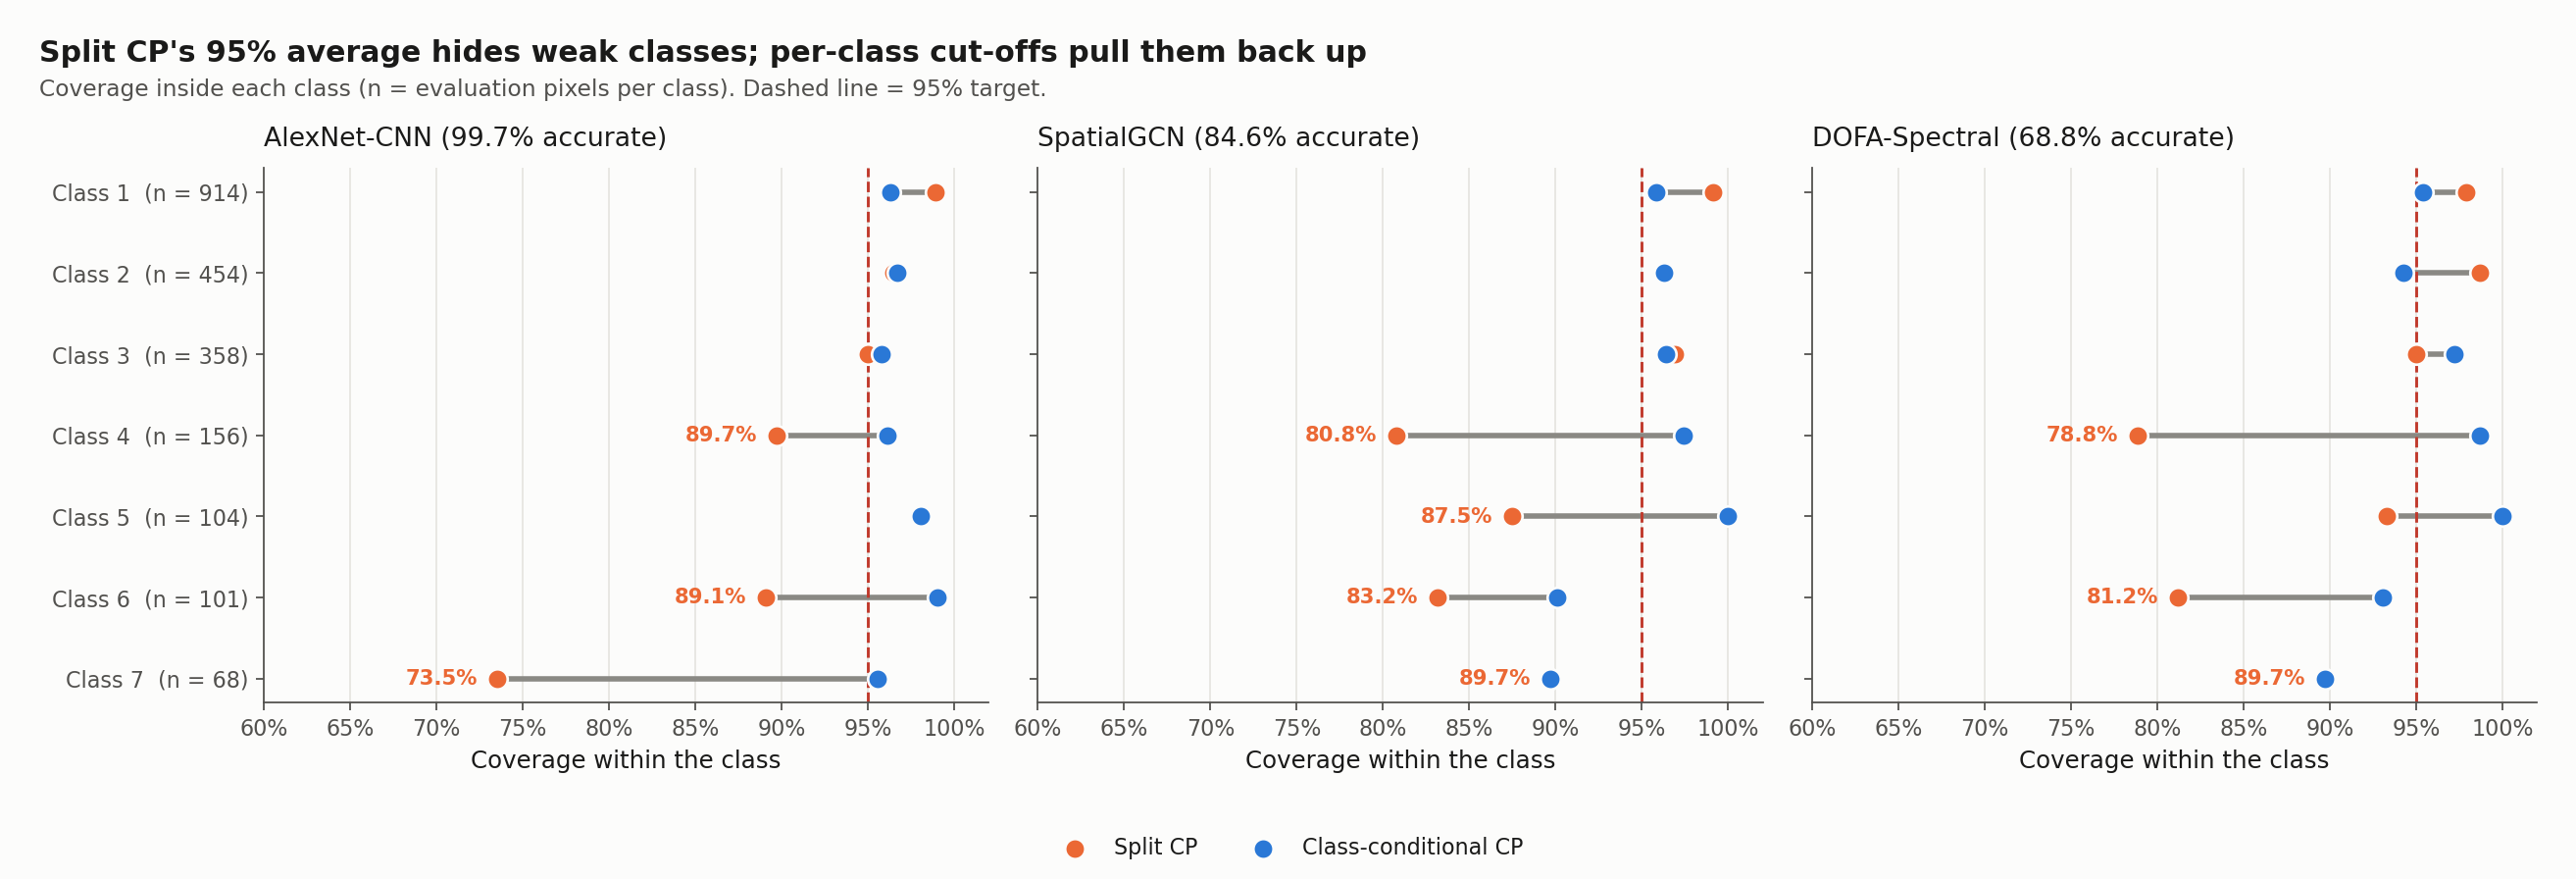 Split CP's 95% average hides weak classes; per-class cut-offs pull them back up
Coverage inside each class (n = evaluation pixels per class). Dashed line = 95% target.
AlexNet-CNN (99.7% accurate)
SpatialGCN (84.6% accurate)
DOFA-Spectral (68.8% accurate)
Class 1 (n = 914)
Class 2 (n = 454)
Class 3 (n = 358)
Class 4 (n = 156)
89.7%
80.8%
78.8%
Class 5 (n = 104)
87.5%
Class 6 (n = 101)
89.1%
83.2%
81.2%
Class 7 (n = 68)
73.5%
89.7%
89.7%
60% 65% 70% 75% 80% 85% 90% 95% 100%
60% 65% 70% 75% 80% 85% 90% 95% 100%
60% 65% 70% 75% 80% 85% 90% 95% 100%
Coverage within the class
Coverage within the class
Coverage within the class
Split CP
Class-conditional CP